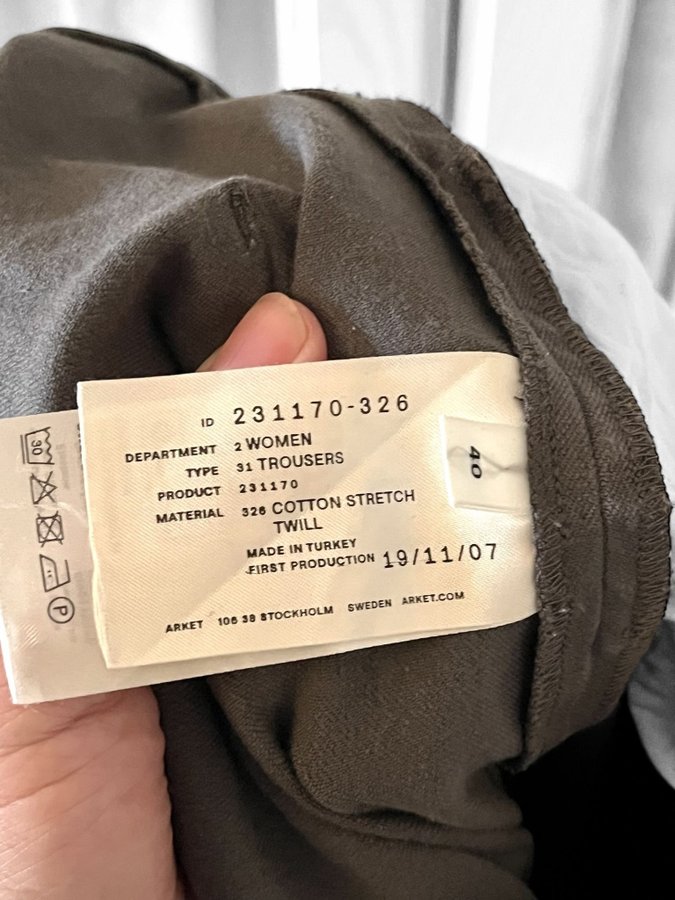 ID 231170-326
DEPARTMENT 2 WOMEN
TYPE 31 TROUSERS
PRODUCT 231170
MATERIAL 326 COTTON STRETCH
TWILL
MADE IN TURKEY
FIRST PRODUCTION 19/11/07
ARKET 106 38 STOCKHOLM SWEDEN ARKET.COM
40
30
P